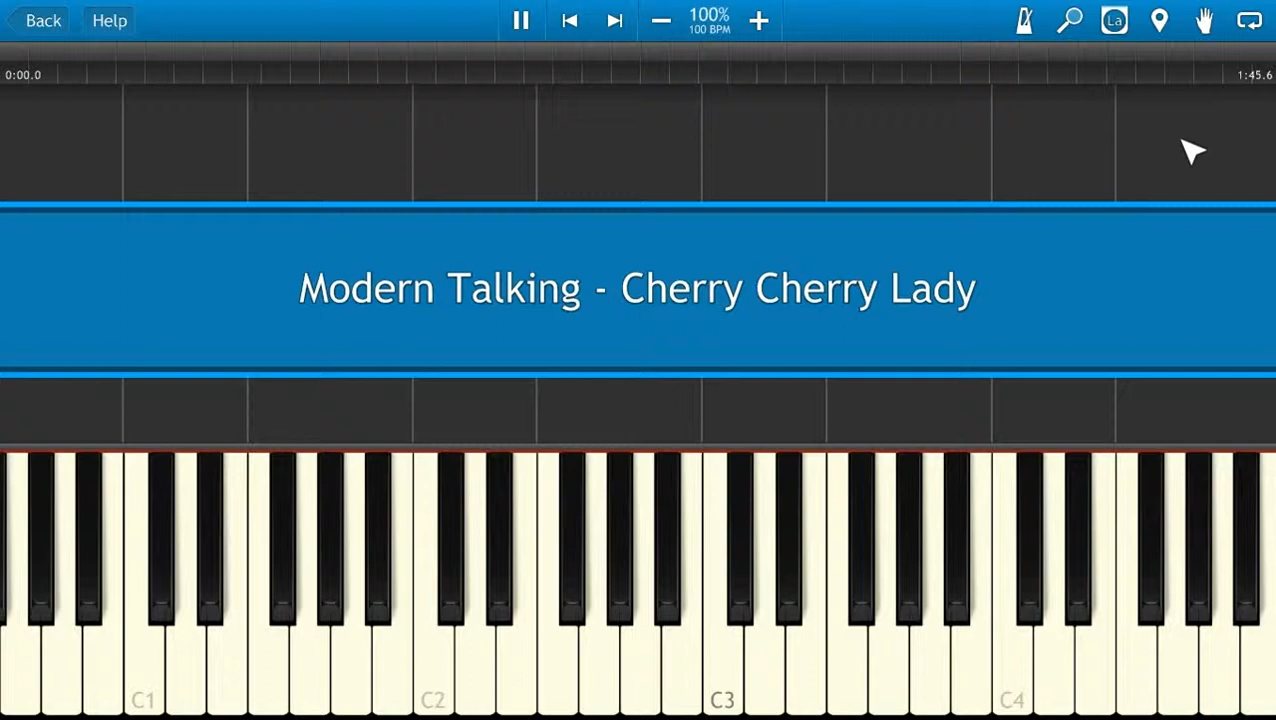 Back
Help
100%
100 BPM
La
0:00.0
1:45.6
Modern Talking - Cherry Cherry Lady
C1
C2
C3
C4